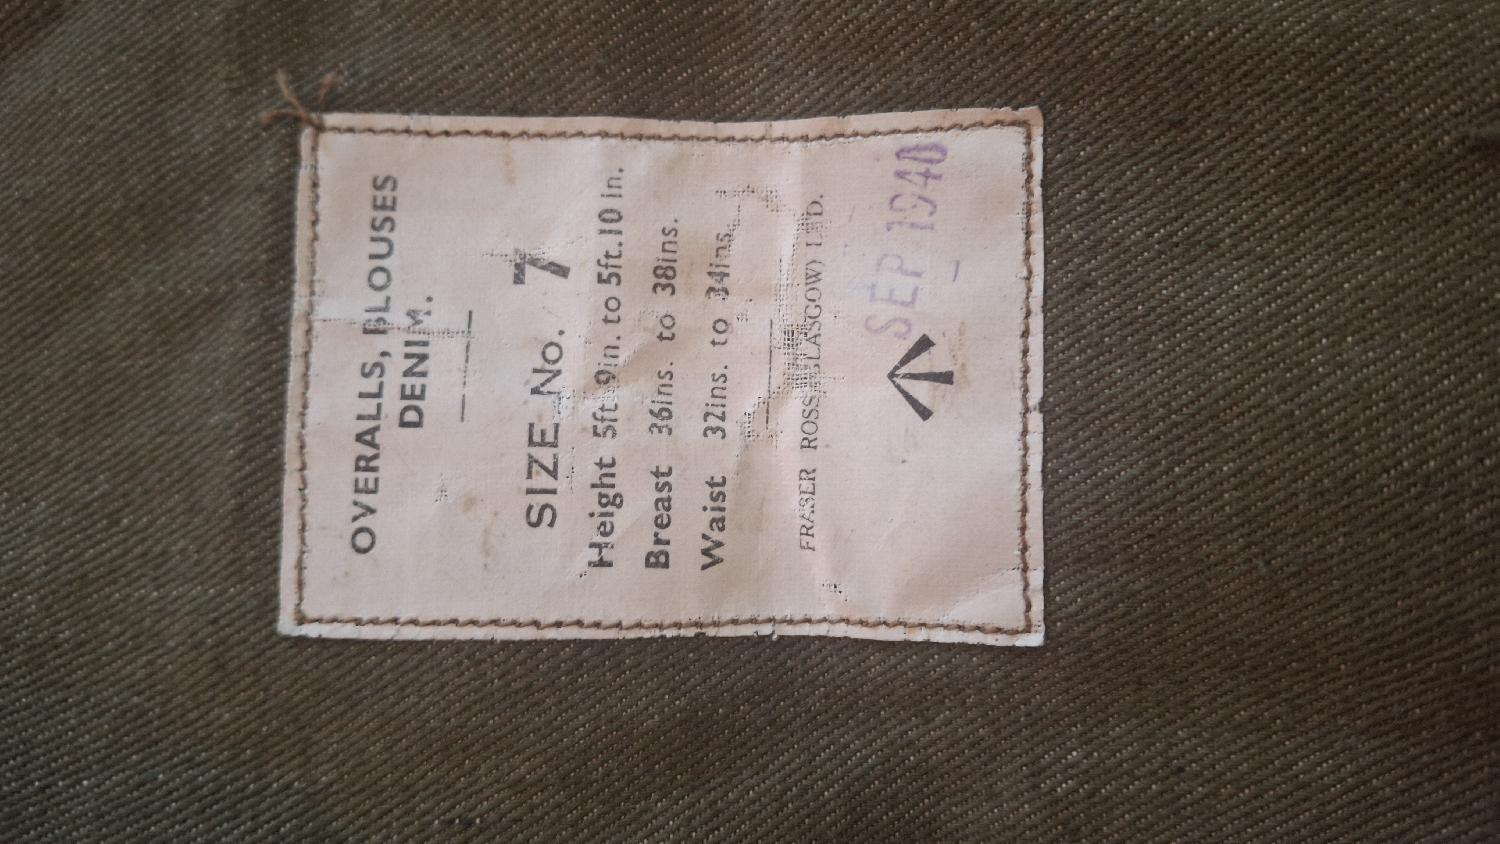 OVERALLS, BLOUSES
DENIM.
SIZE No. 7
Height 5ft. 9in. to 5ft. 10 in.
Breast 36ins. to 38ins.
Waist 32ins. to 34ins.
FRASER ROSS (GLASGOW) LTD.
SEP 1940